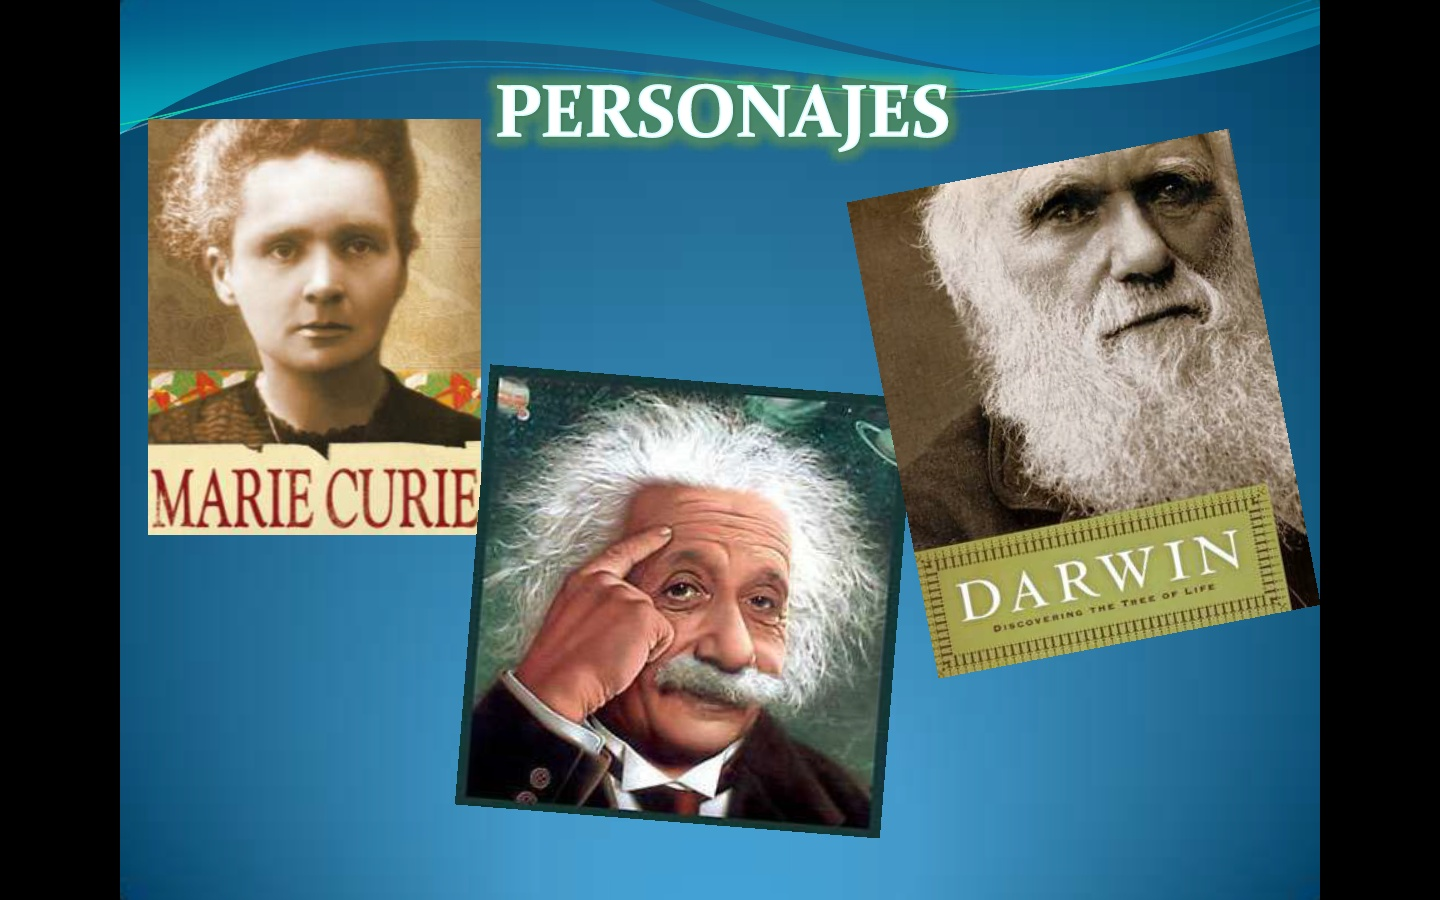 PERSONAJES
MARIE CURIE
DARWIN
DISCOVERING THE TREE OF LIFE